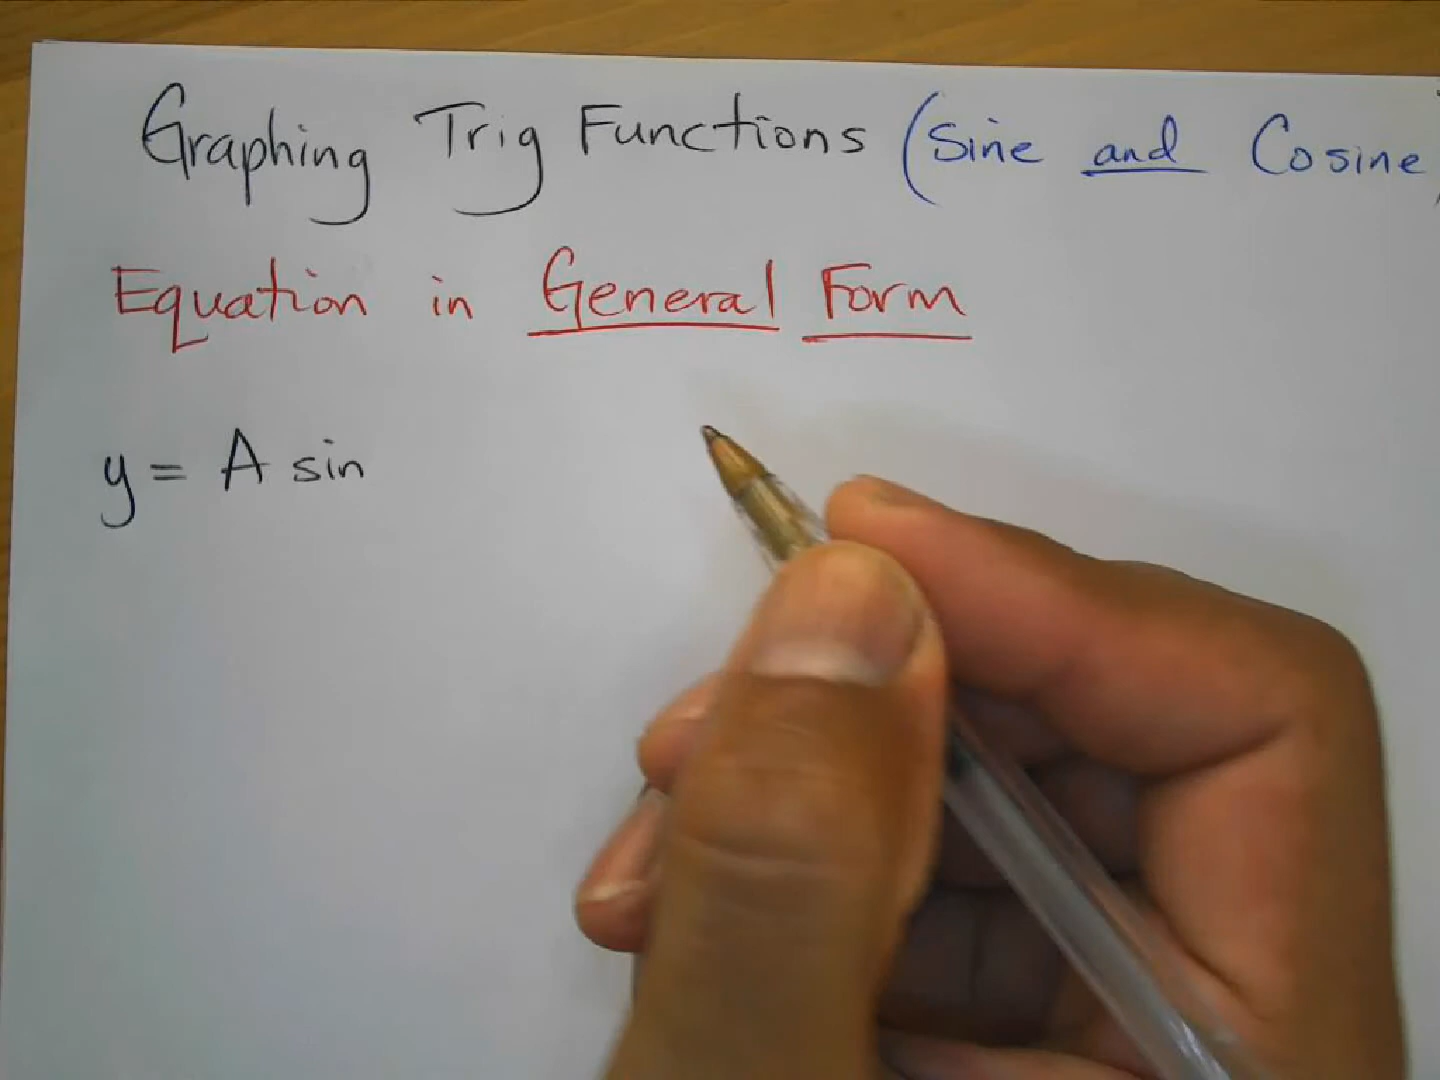 Graphing Trig Functions (Sine and Cosine)
Equation in General Form
y = A sin